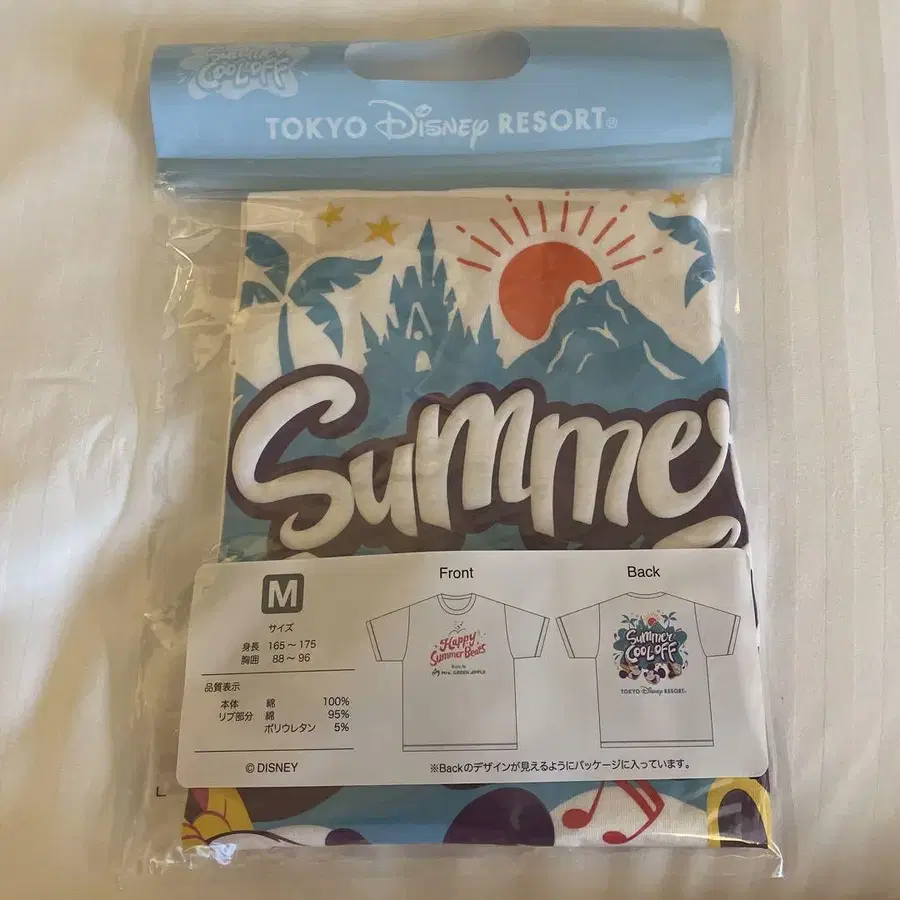 SUMMER
COOL-OFF
TOKYO Disney RESORT®
Summer
M
サイズ
身長 165～175
胸囲 88～96
品質表示
本体 綿 100%
リブ部分 綿 95%
ポリウレタン 5%
© DISNEY
Front
Happy
Summer Beats
Mrs. GREEN APPLE
Back
Summer
COOL-OFF
TOKYO Disney RESORT®
※Backのデザインが見えるようにパッケージに入っています。